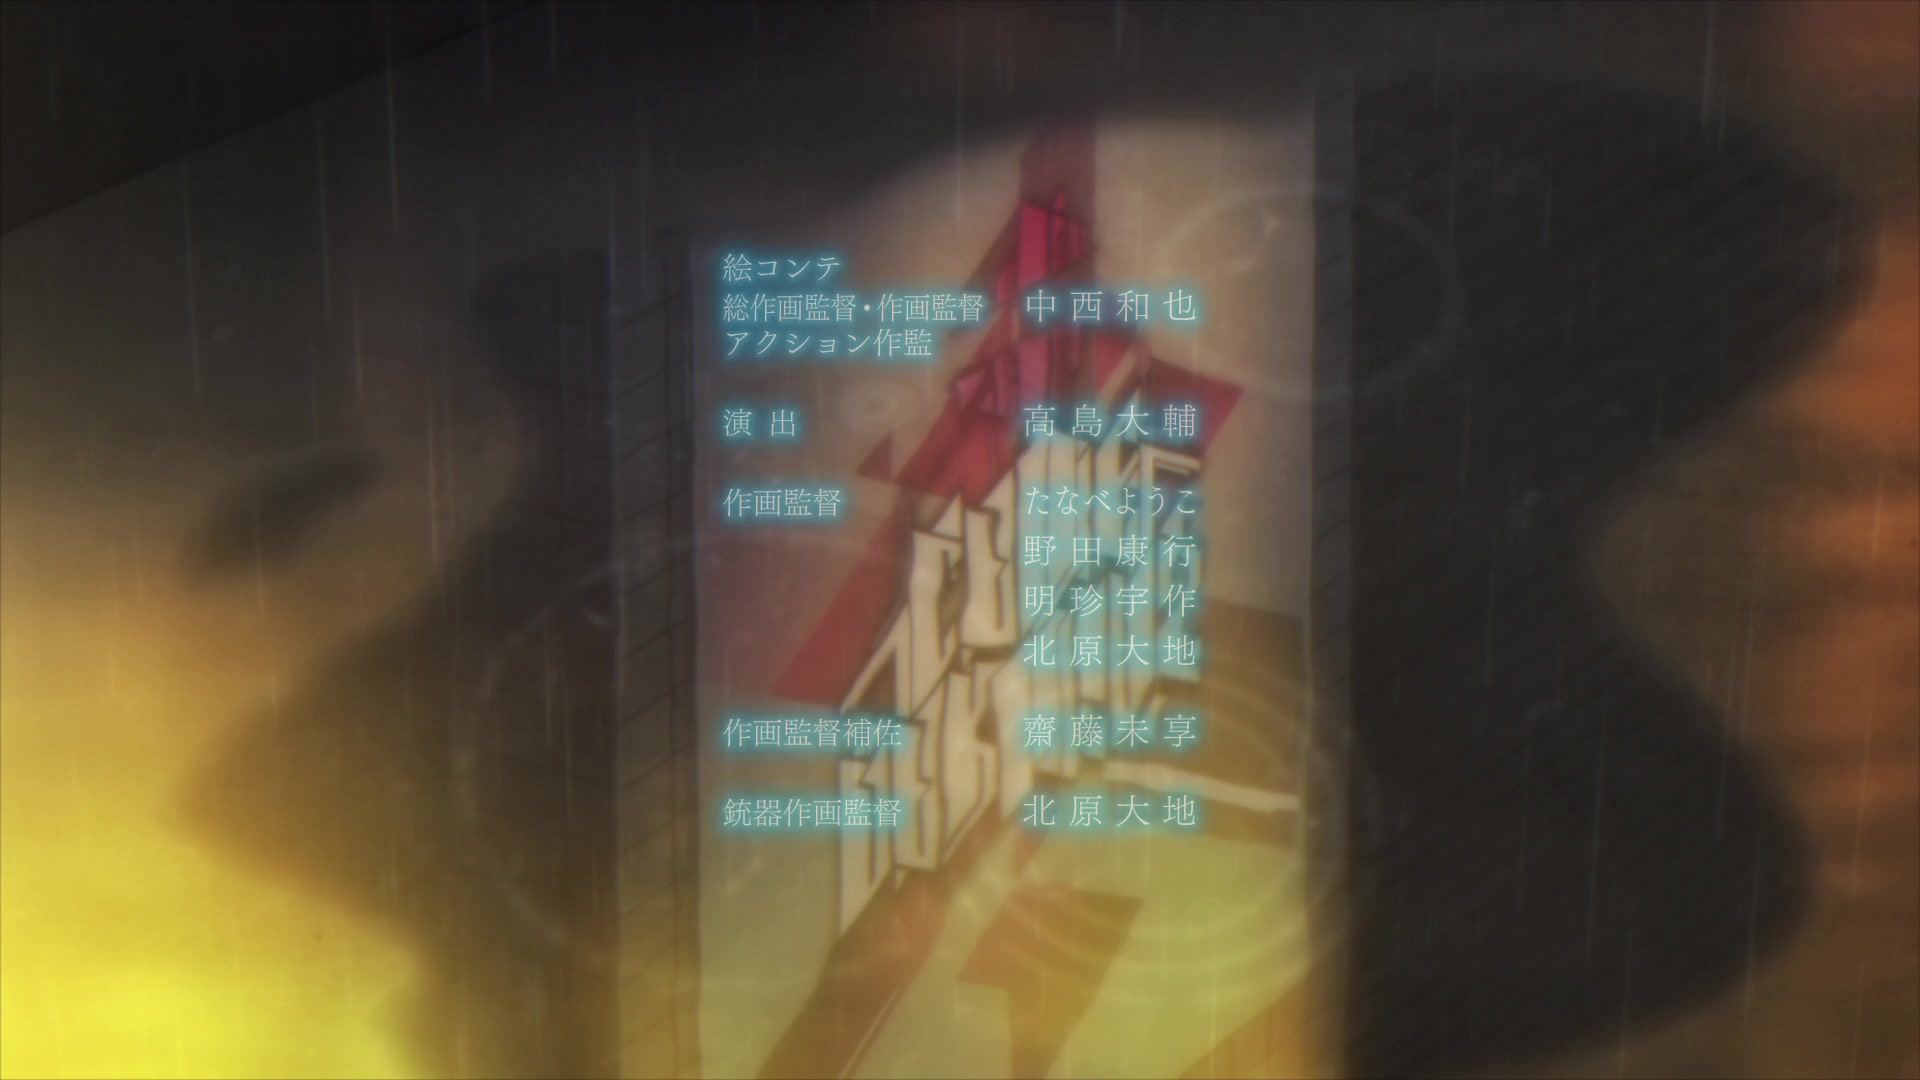 絵コンテ
総作画監督・作画監督 中西和也
アクション作監
演出 高島大輔
作画監督 たなべようこ
野田康行
明珍宇作
北原大地
作画監督補佐 齋藤未享
銃器作画監督 北原大地